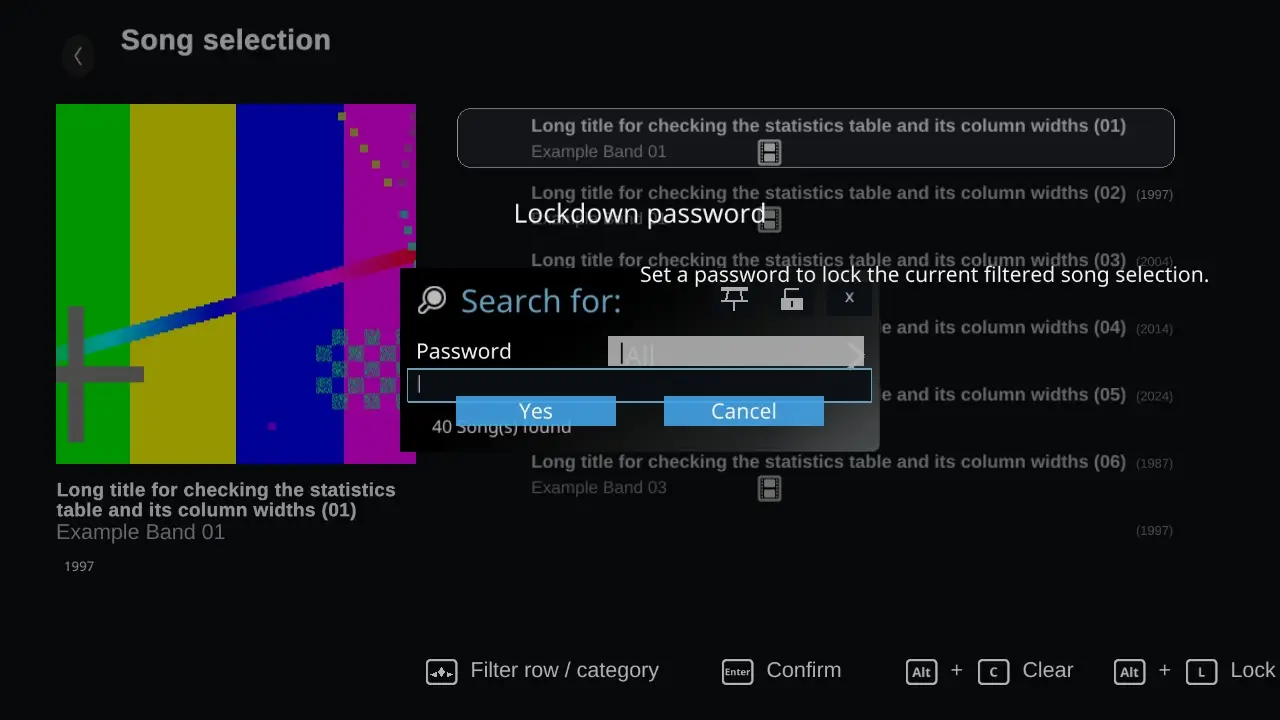 Song selection
Long title for checking the statistics table and its column widths (01)
Example Band 01
Long title for checking the statistics table and its column widths (02) (1997)
Lockdown password
Long title for checking the statistics table and its column widths (03) (2004)
Set a password to lock the current filtered song selection.
Search for:
x
e and its column widths (04) (2014)
Password
All
e and its column widths (05) (2024)
Yes
Cancel
40 Song(s) found
Long title for checking the statistics table and its column widths (06) (1987)
Example Band 03
(1997)
Long title for checking the statistics
table and its column widths (01)
Example Band 01
1997
Filter row / category
Enter Confirm
Alt + C Clear
Alt + L Lock